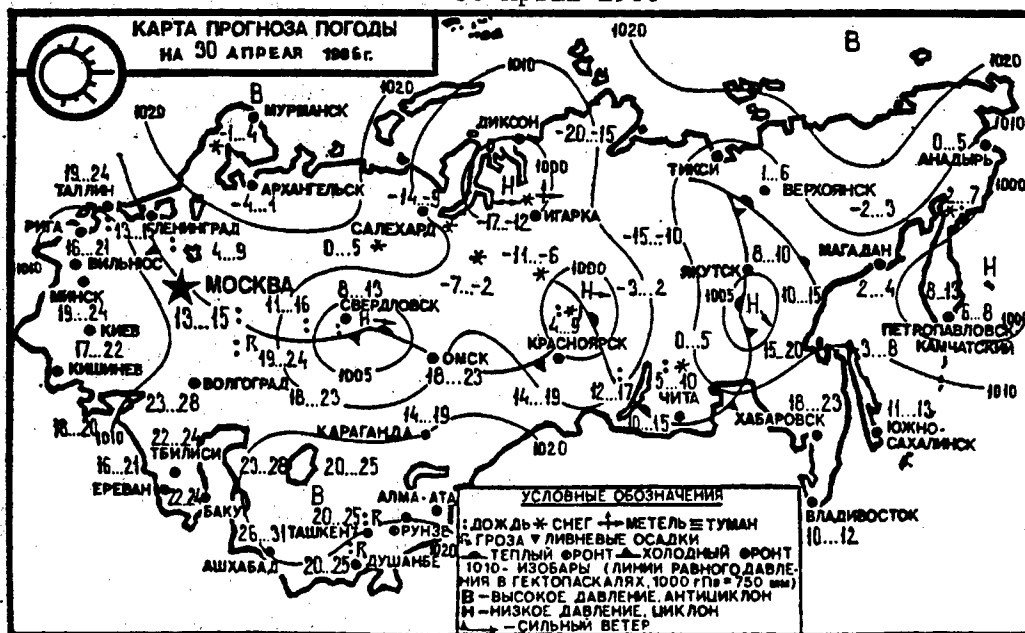 КАРТА ПРОГНОЗА ПОГОДЫ
НА 30 АПРЕЛЯ 1986г.
1020
В
1020
1010
1020
1020
В
МУРМАНСК
-1...4
ДИКСОН
-20...-15
1000
ТИКСИ
1010
0...5
АНАДЫРЬ
1000
19...24
ТАЛЛИН
АРХАНГЕЛЬСК
-4...1
-14...-9
Н
1...6
ВЕРХОЯНСК
-2...3
2...7
РИГА
13...15
ЛЕНИНГРАД
САЛЕХАРД
-17...-12
ИГАРКА
16...21
ВИЛЬНЮС
4...9
0...5
-11...-6
-15...-10
8...10
МАГАДАН
1010
МОСКВА
-7...-2
1000
ЯКУТСК
10...15
2...4
Н
МИНСК
13...15
11...16
8...13
СВЕРДЛОВСК
Н
Н
-3...2
1005
Н
8...13
6...8
19...24
КИЕВ
R
4...9
КРАСНОЯРСК
0...5
ПЕТРОПАВЛОВСК
КАМЧАТСКИЙ
17...22
КИШИНЕВ
19...24
1005
ОМСК
18...23
15...20
3...8
ВОЛГОГРАД
18...23
14...19
12...17
5...10
ЧИТА
1010
23...28
14...19
10...15
ХАБАРОВСК
18...23
11...13
ЮЖНО-
САХАЛИНСК
18...20
1010
22...24
ТБИЛИСИ
КАРАГАНДА
1020
16...21
ЕРЕВАН
23...28
20...25
22...24
БАКУ
В
АЛМА-АТА
20...25
R
ТАШКЕНТ
ФРУНЗЕ
26...31
АШХАБАД
R
20...25
ДУШАНБЕ
1020
ВЛАДИВОСТОК
10...12
УСЛОВНЫЕ ОБОЗНАЧЕНИЯ
ДОЖДЬ СНЕГ МЕТЕЛЬ ТУМАН
ГРОЗА ЛИВНЕВЫЕ ОСАДКИ
ТЕПЛЫЙ ФРОНТ ХОЛОДНЫЙ ФРОНТ
1010- ИЗОБАРЫ (ЛИНИИ РАВНОГО ДАВЛЕ-
НИЯ В ГЕКТОПАСКАЛЯХ, 1000 гПа = 750 мм)
В -ВЫСОКОЕ ДАВЛЕНИЕ, АНТИЦИКЛОН
Н -НИЗКОЕ ДАВЛЕНИЕ, ЦИКЛОН
-СИЛЬНЫЙ ВЕТЕР